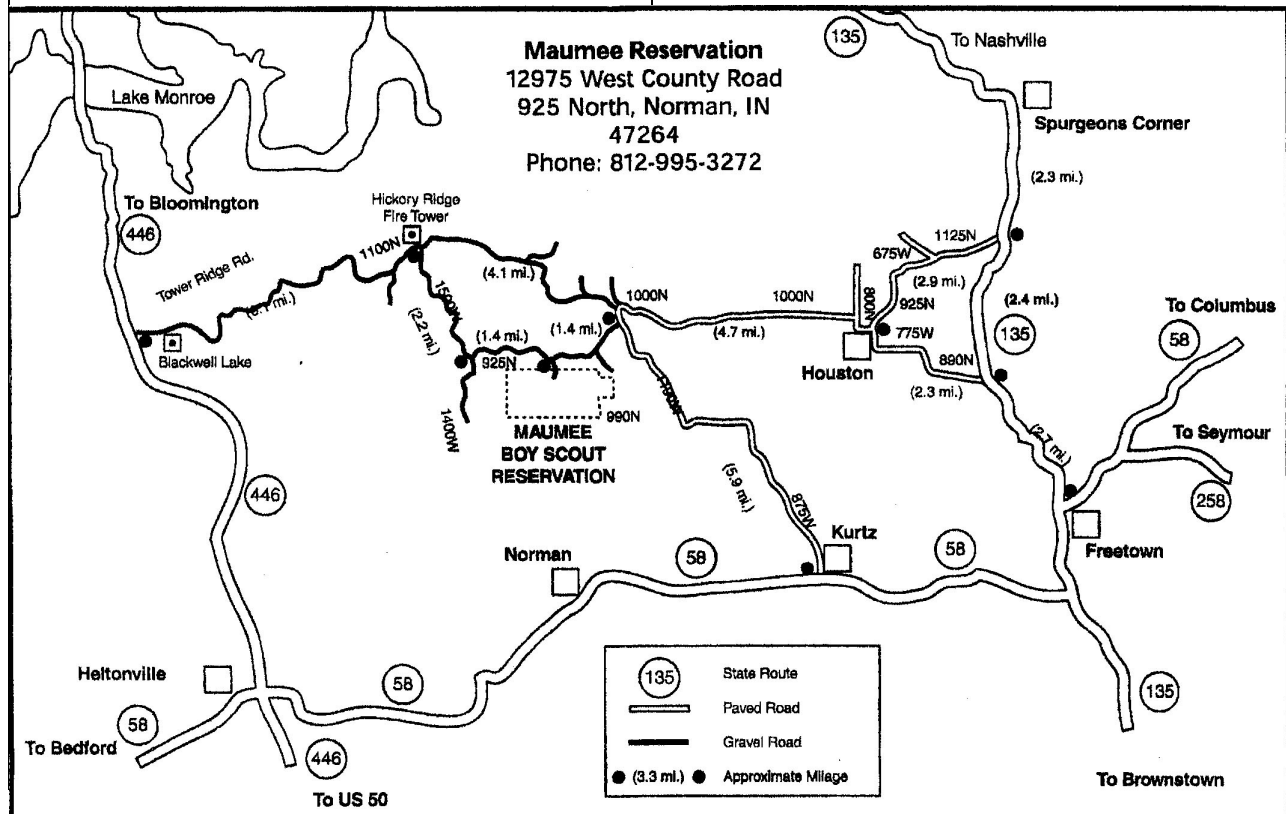 Maumee Reservation
12975 West County Road
925 North, Norman, IN
47264
Phone: 812-995-3272
135
To Nashville
Spurgeons Corner
(2.3 mi.)
Lake Monroe
To Bloomington
446
Hickory Ridge
Fire Tower
1100N
Tower Ridge Rd.
Blackwell Lake
(4.1 mi.)
(2.2 mi.)
(1.4 mi.)
925N
(1.4 mi.)
1400W
990N
MAUMEE
BOY SCOUT
RESERVATION
1000N
1000N
(4.7 mi.)
675W
1125N
(2.9 mi.)
800N
925N
775W
Houston
890N
(2.3 mi.)
(2.4 mi.)
135
To Columbus
58
To Seymour
258
(2.7 mi.)
Freetown
(5.9 mi.)
875W
Kurtz
58
58
Norman
446
Heltonville
58
58
To Bedford
446
To US 50
135
To Brownstown
135 State Route
Paved Road
Gravel Road
(3.3 mi.) Approximate Milage